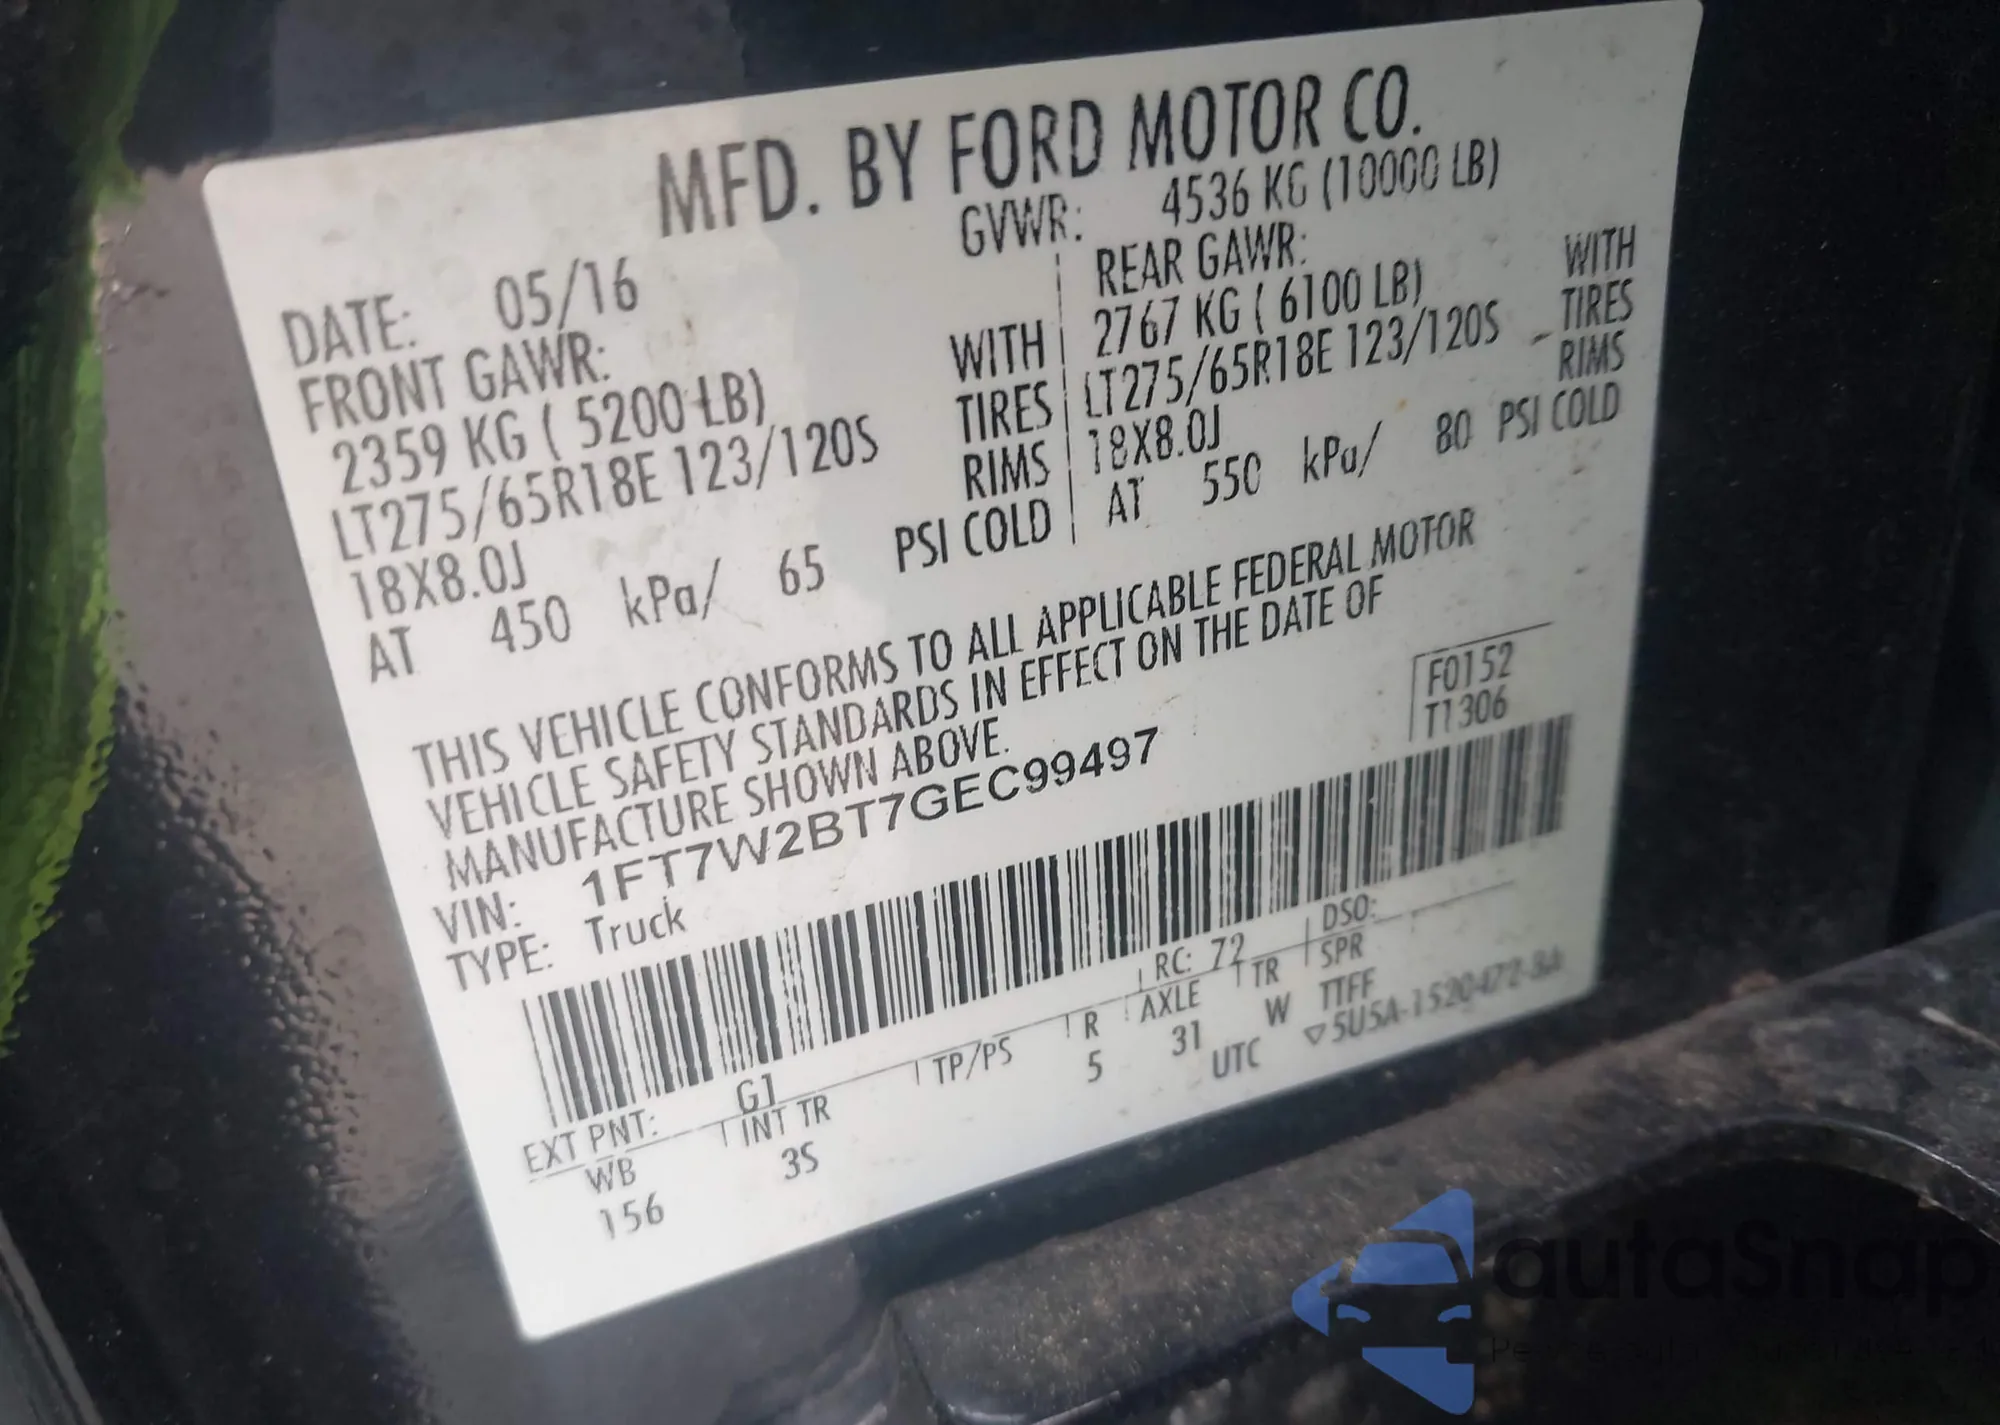 MFD. BY FORD MOTOR CO.
DATE: 05/16 GVWR: 4536 KG (10000 LB)
FRONT GAWR: REAR GAWR:
2359 KG ( 5200 LB) WITH 2767 KG ( 6100 LB) WITH
LT275/65R18E 123/120S TIRES LT275/65R18E 123/120S TIRES
18X8.0J RIMS 18X8.0J RIMS
AT 450 kPa/ 65 PSI COLD AT 550 kPa/ 80 PSI COLD
THIS VEHICLE CONFORMS TO ALL APPLICABLE FEDERAL MOTOR
VEHICLE SAFETY STANDARDS IN EFFECT ON THE DATE OF
MANUFACTURE SHOWN ABOVE.
F0152
T1306
VIN: 1FT7W2BT7GEC99497
TYPE: Truck
EXT PNT: G1 RC: 72 DSO:
WB INT TR TP/PS R AXLE TR SPR
156 3S 5 31 W TTFF
UTC ▽5U5A-1520472-BA
autaSnap